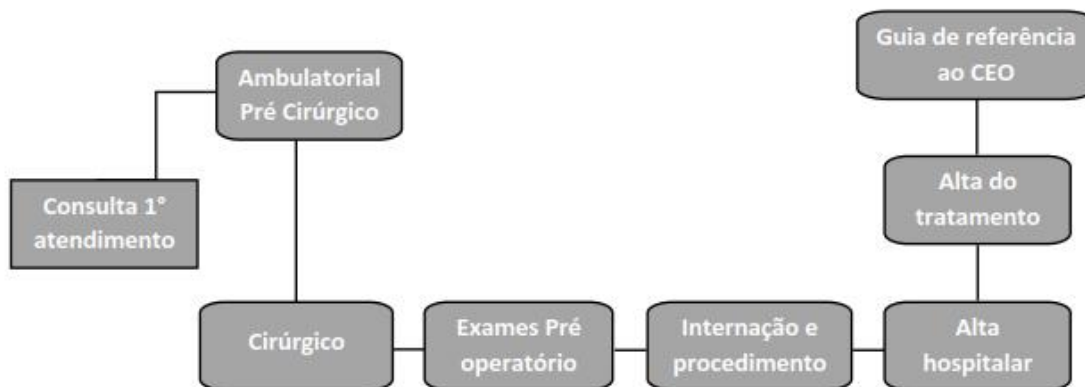 Guia de referência
ao CEO
Ambulatorial
Pré Cirúrgico
Alta do
tratamento
Consulta 1°
atendimento
Cirúrgico
Exames Pré
operatório
Internação e
procedimento
Alta
hospitalar